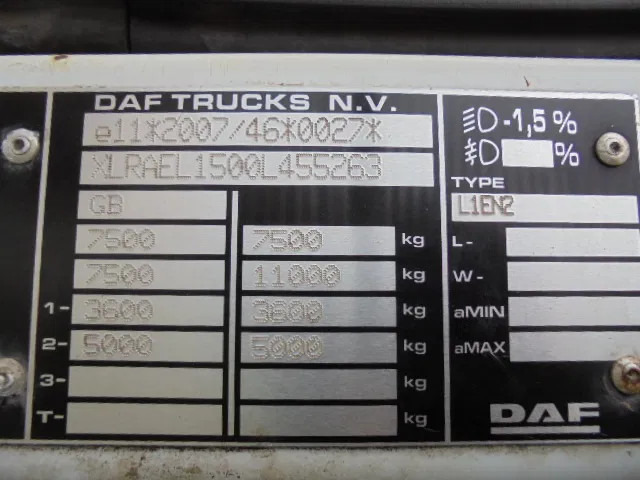 DAF TRUCKS N.V.
e11*2007/46*0027*
XLRAEL1500L455263
GB
7500 7500 kg
7500 11000 kg
1- 3600 3600 kg
2- 5000 5000 kg
3- kg
T- kg
-1,5%
%
TYPE
L1EN2
L-
W-
aMIN
aMAX
DAF